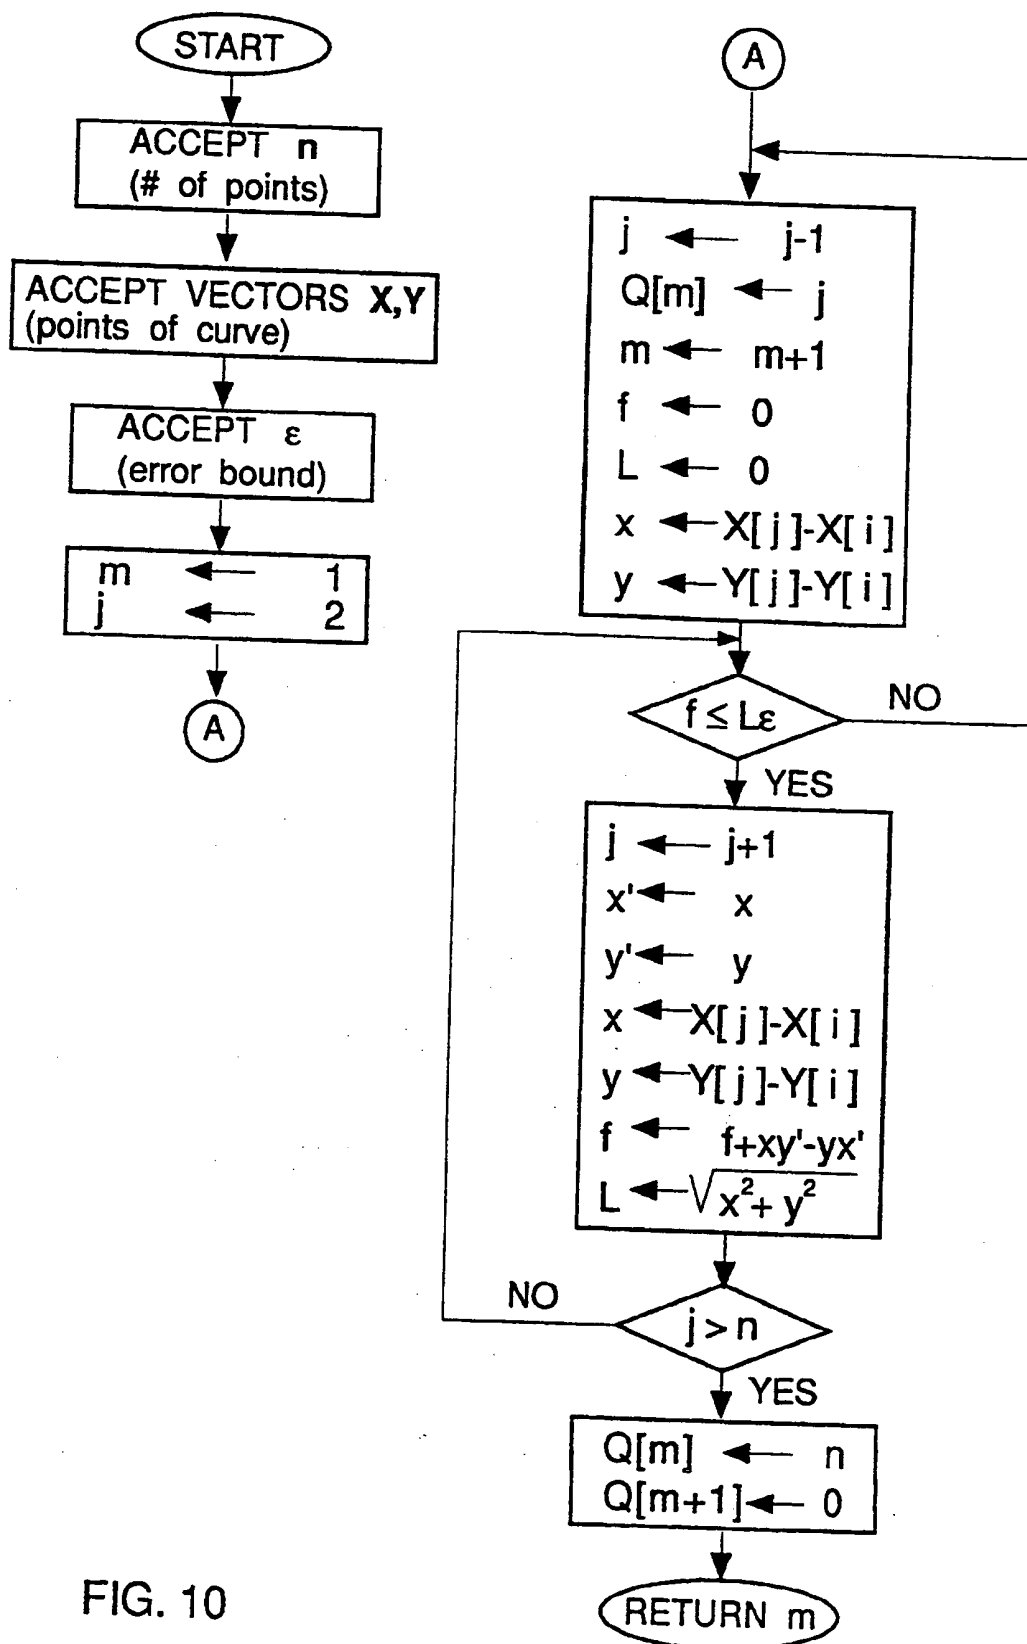 START
ACCEPT n
(# of points)
ACCEPT VECTORS X,Y
(points of curve)
ACCEPT ε
(error bound)
m ← 1
j ← 2
A
A
j ← j-1
Q[m] ← j
m ← m+1
f ← 0
L ← 0
x ← X[j]-X[i]
y ← Y[j]-Y[i]
f ≤ Lε
NO
YES
j ← j+1
x' ← x
y' ← y
x ← X[j]-X[i]
y ← Y[j]-Y[i]
f ← f+xy'-yx'
L ← √x²+y²
NO
j > n
YES
Q[m] ← n
Q[m+1] ← 0
RETURN m
FIG. 10